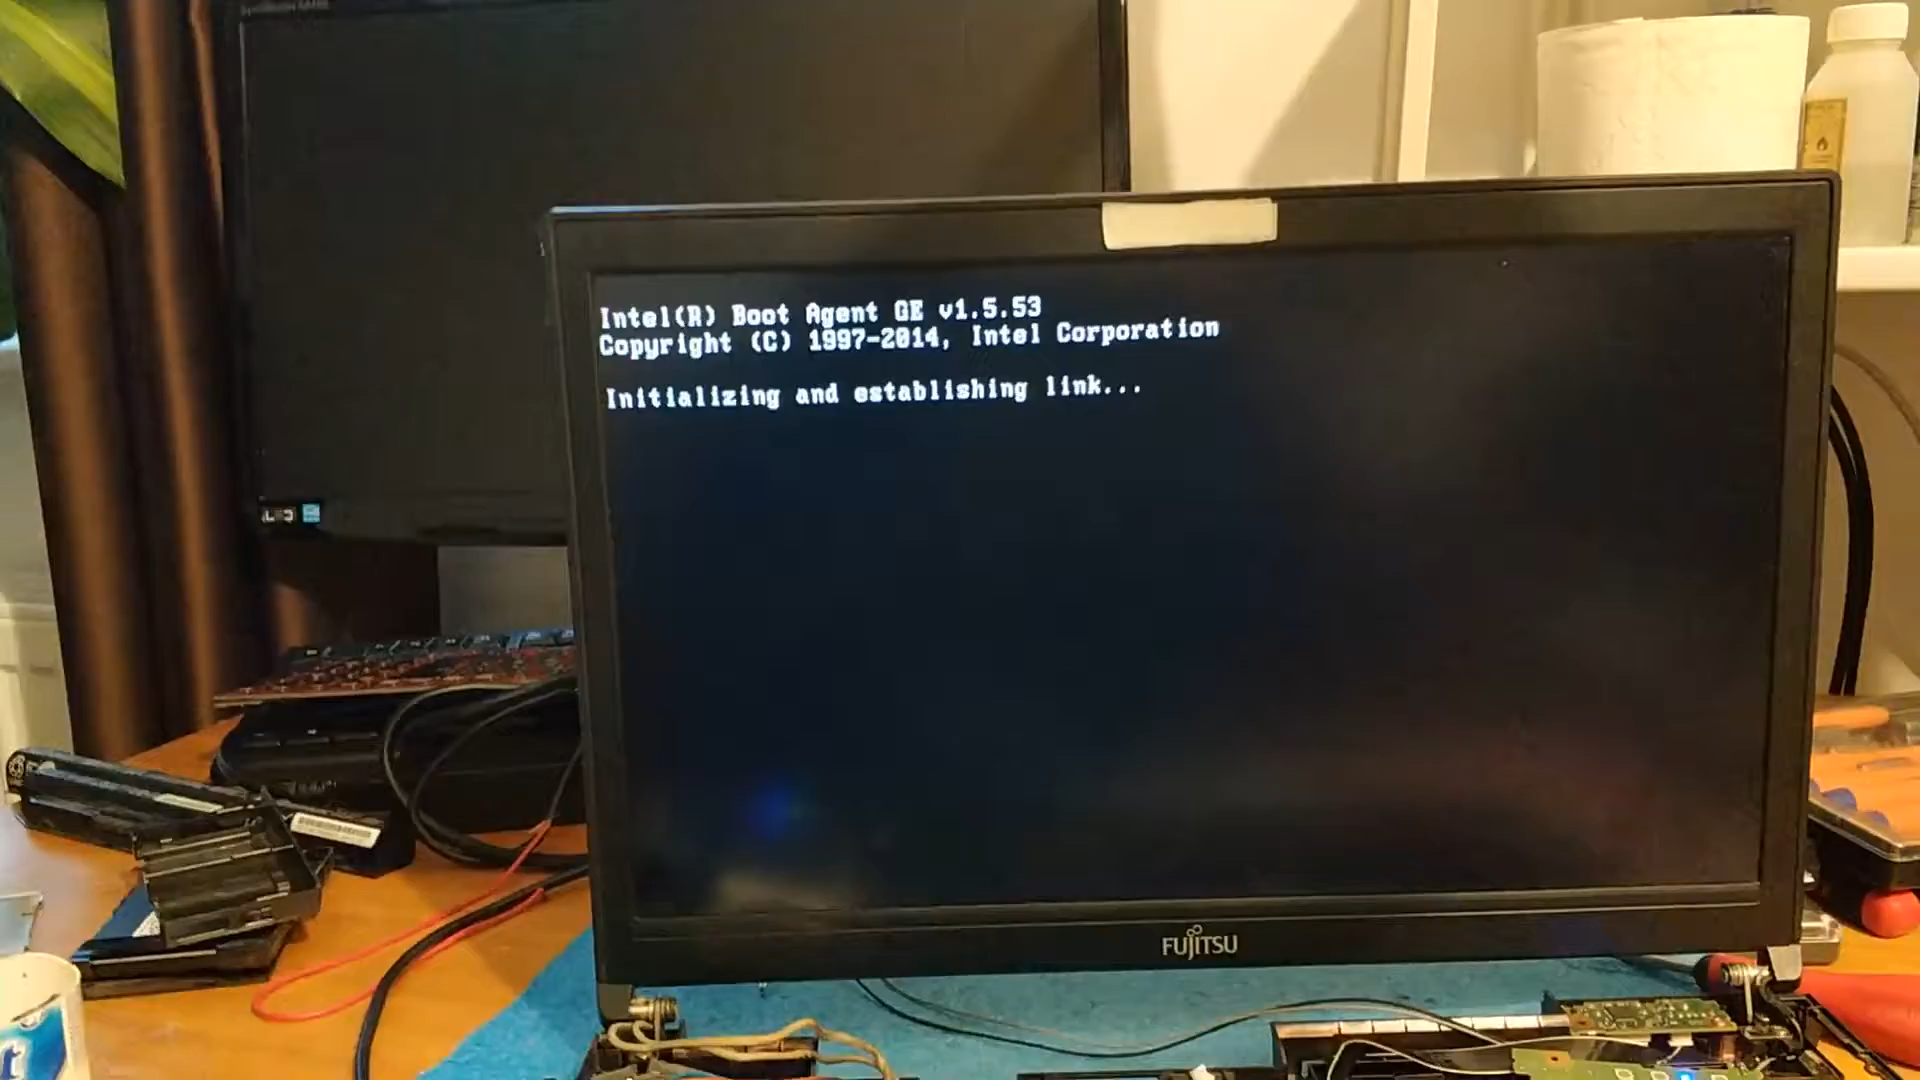 Intel(R) Boot Agent GE v1.5.53
Copyright (C) 1997-2014, Intel Corporation
Initializing and establishing link...
FUJITSU